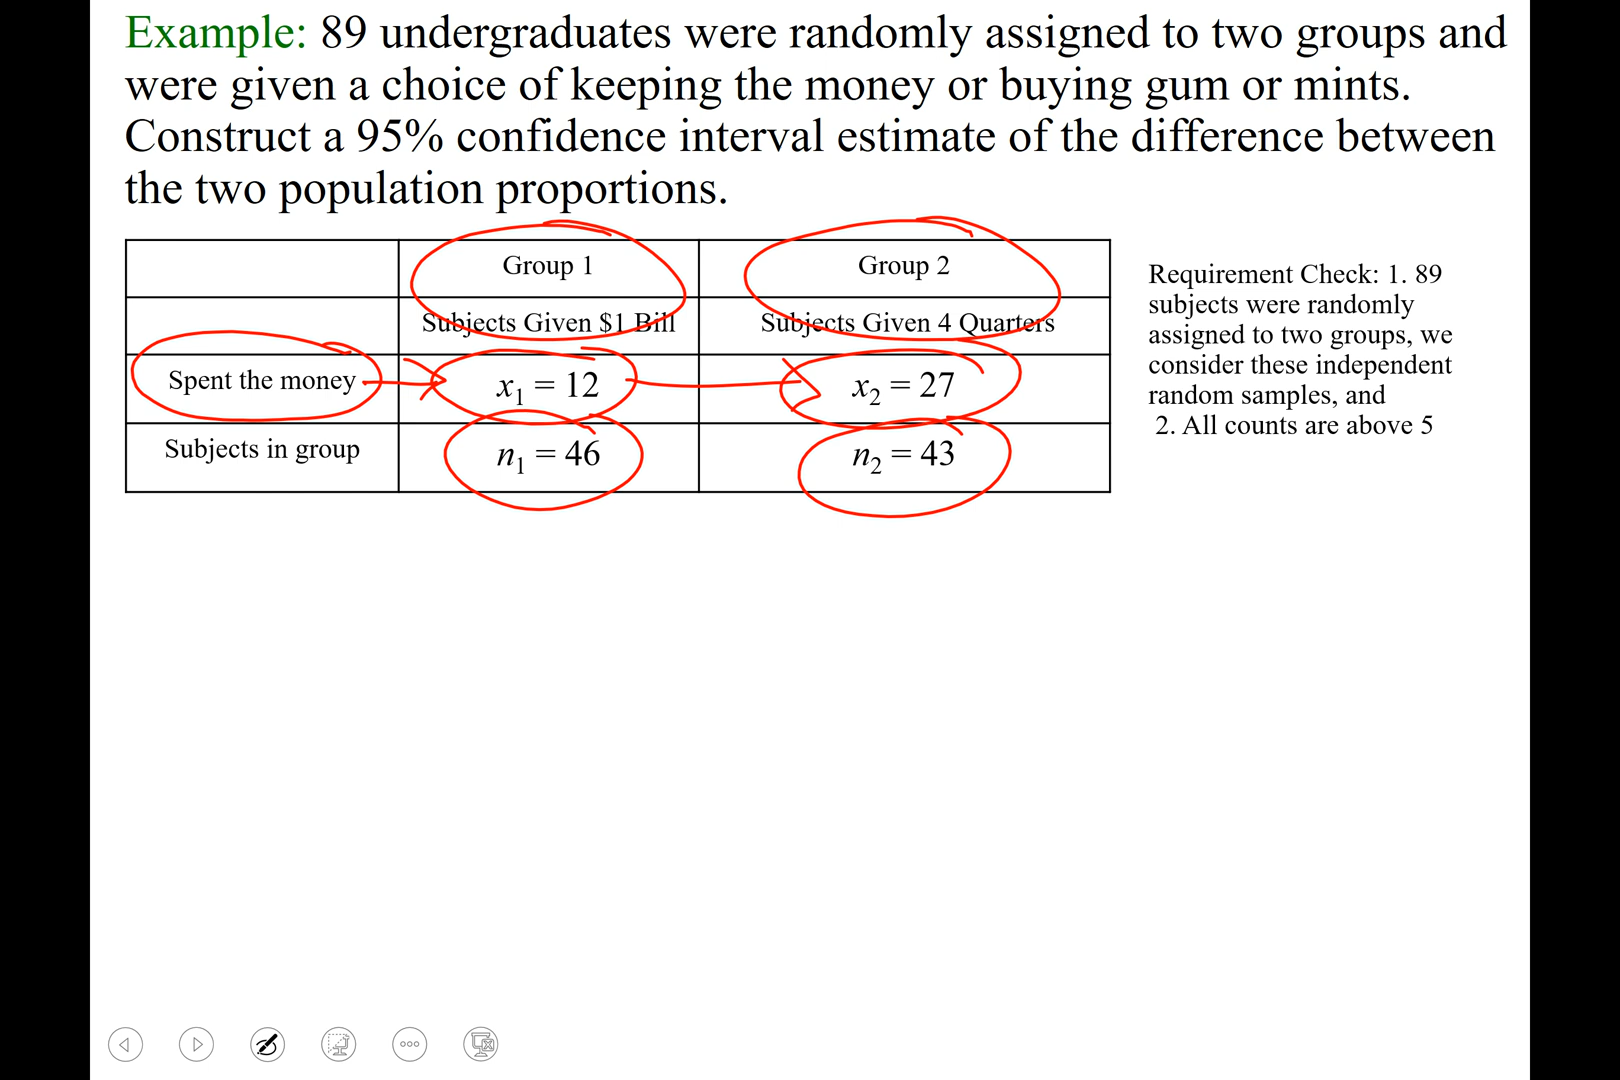 Example: 89 undergraduates were randomly assigned to two groups and
were given a choice of keeping the money or buying gum or mints.
Construct a 95% confidence interval estimate of the difference between
the two population proportions.
Group 1
Group 2
Subjects Given $1 Bill
Subjects Given 4 Quarters
Spent the money
x₁ = 12
x₂ = 27
Subjects in group
n₁ = 46
n₂ = 43
Requirement Check: 1. 89
subjects were randomly
assigned to two groups, we
consider these independent
random samples, and
2. All counts are above 5